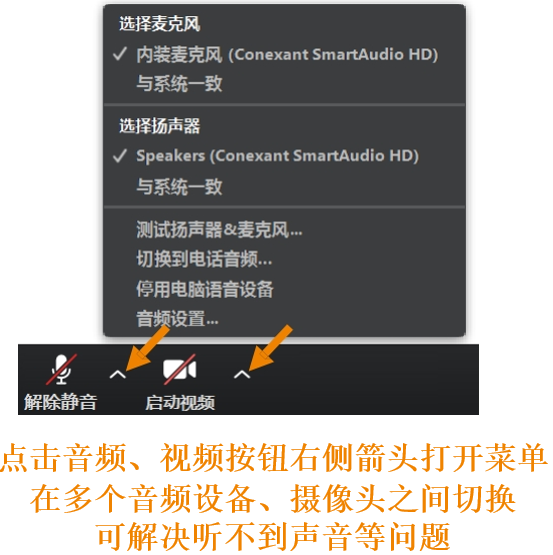 选择麦克风
内装麦克风 (Conexant SmartAudio HD)
与系统一致
选择扬声器
Speakers (Conexant SmartAudio HD)
与系统一致
测试扬声器&麦克风...
切换到电话音频...
停用电脑语音设备
音频设置...
解除静音
启动视频
点击音频、视频按钮右侧箭头打开菜单
在多个音频设备、摄像头之间切换
可解决听不到声音等问题